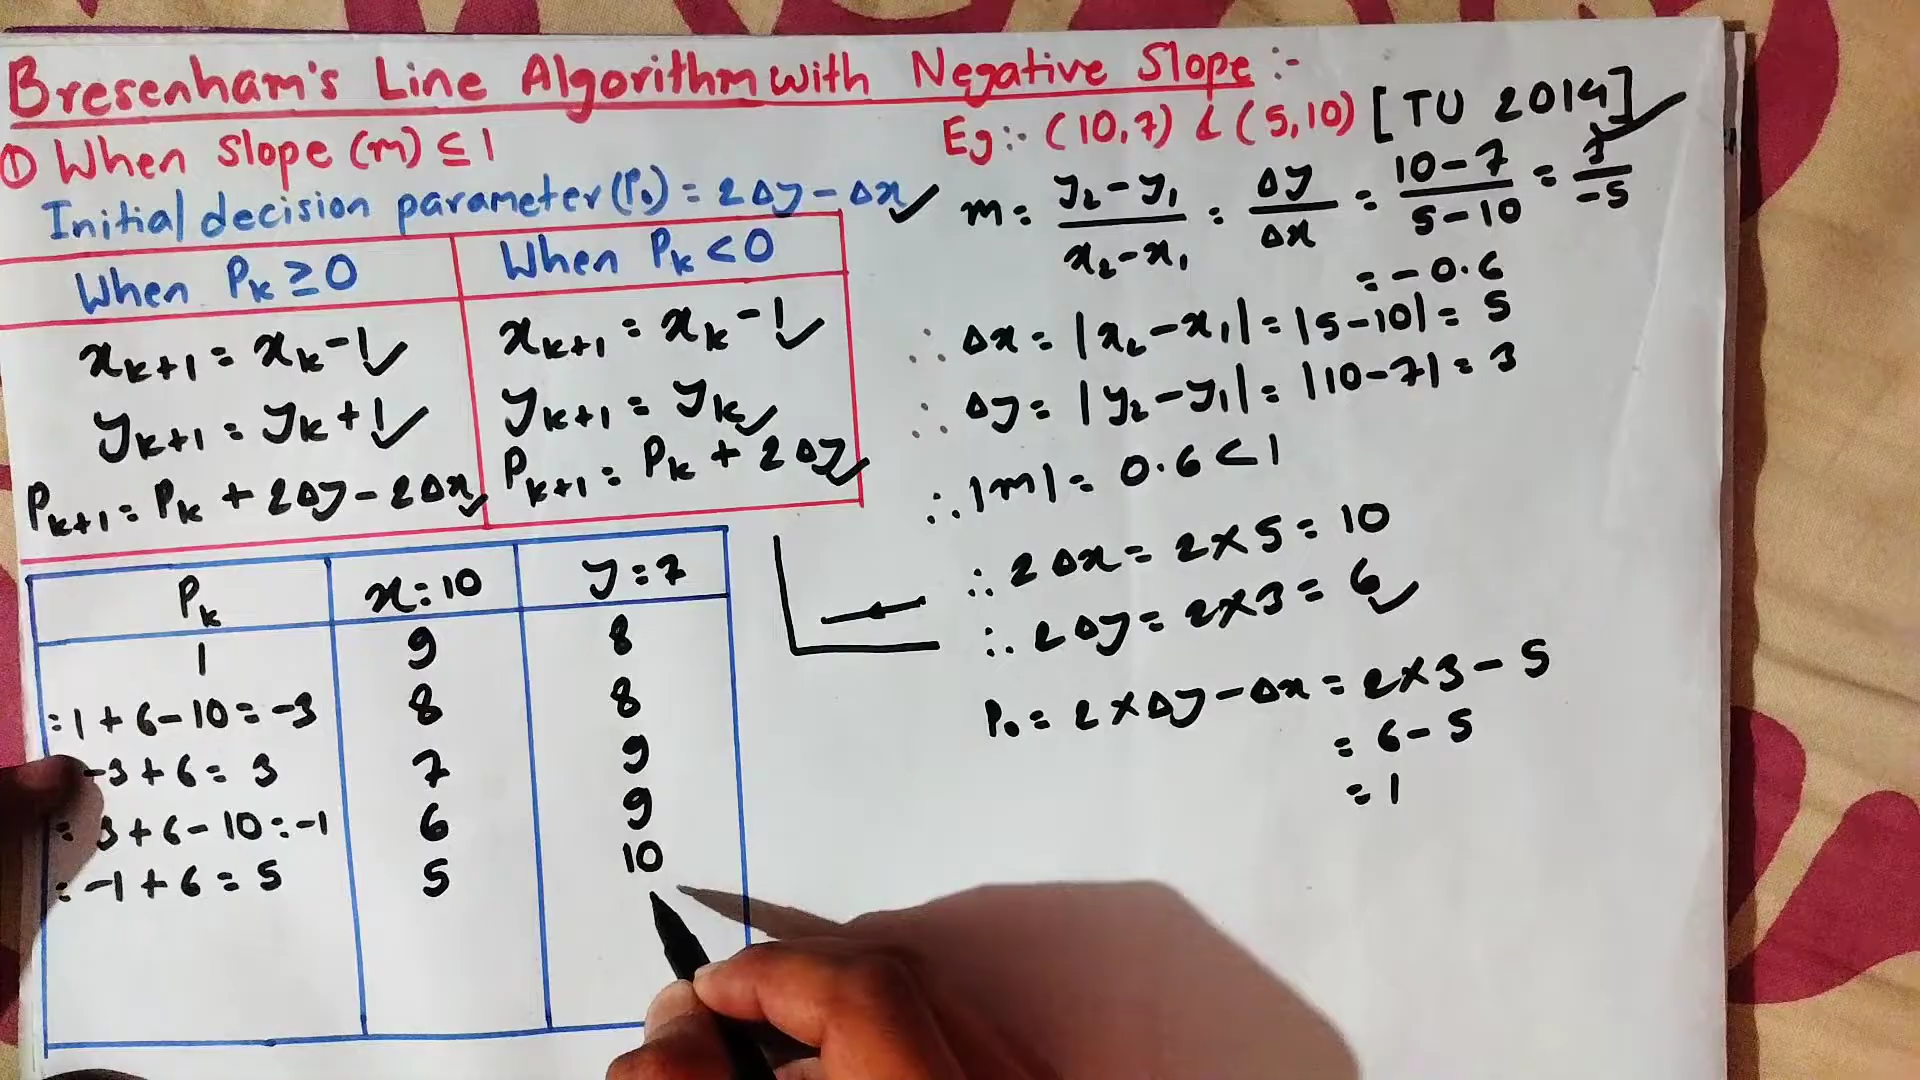 Bresenham's Line Algorithm with Negative Slope :-
① When slope (m) ≤ 1
Initial decision parameter (P₀) = 2Δy - Δx ✓
When Pk ≥ 0
xk+1 = xk - 1 ✓
yk+1 = yk + 1 ✓
Pk+1 = Pk + 2Δy - 2Δx ✓
When Pk < 0
xk+1 = xk - 1 ✓
yk+1 = yk ✓
Pk+1 = Pk + 2Δy ✓
Pk x = 10 y = 7
1 9 8
= 1 + 6 - 10 = -3 8 8
-3 + 6 = 3 7 9
= 3 + 6 - 10 = -1 6 9
= -1 + 6 = 5 5 10
Eg :- (10,7) & (5,10) [TU 2014] ✓
m = y₂ - y₁ / x₂ - x₁ = Δy / Δx = 10 - 7 / 5 - 10 = 3 / -5
= -0.6
∴ Δx = |x₂ - x₁| = |5 - 10| = 5
∴ Δy = |y₂ - y₁| = |10 - 7| = 3
∴ |m| = 0.6 < 1
∴ 2Δx = 2 × 5 = 10
∴ 2Δy = 2 × 3 = 6 ✓
P₀ = 2 × Δy - Δx = 2 × 3 - 5
= 6 - 5
= 1